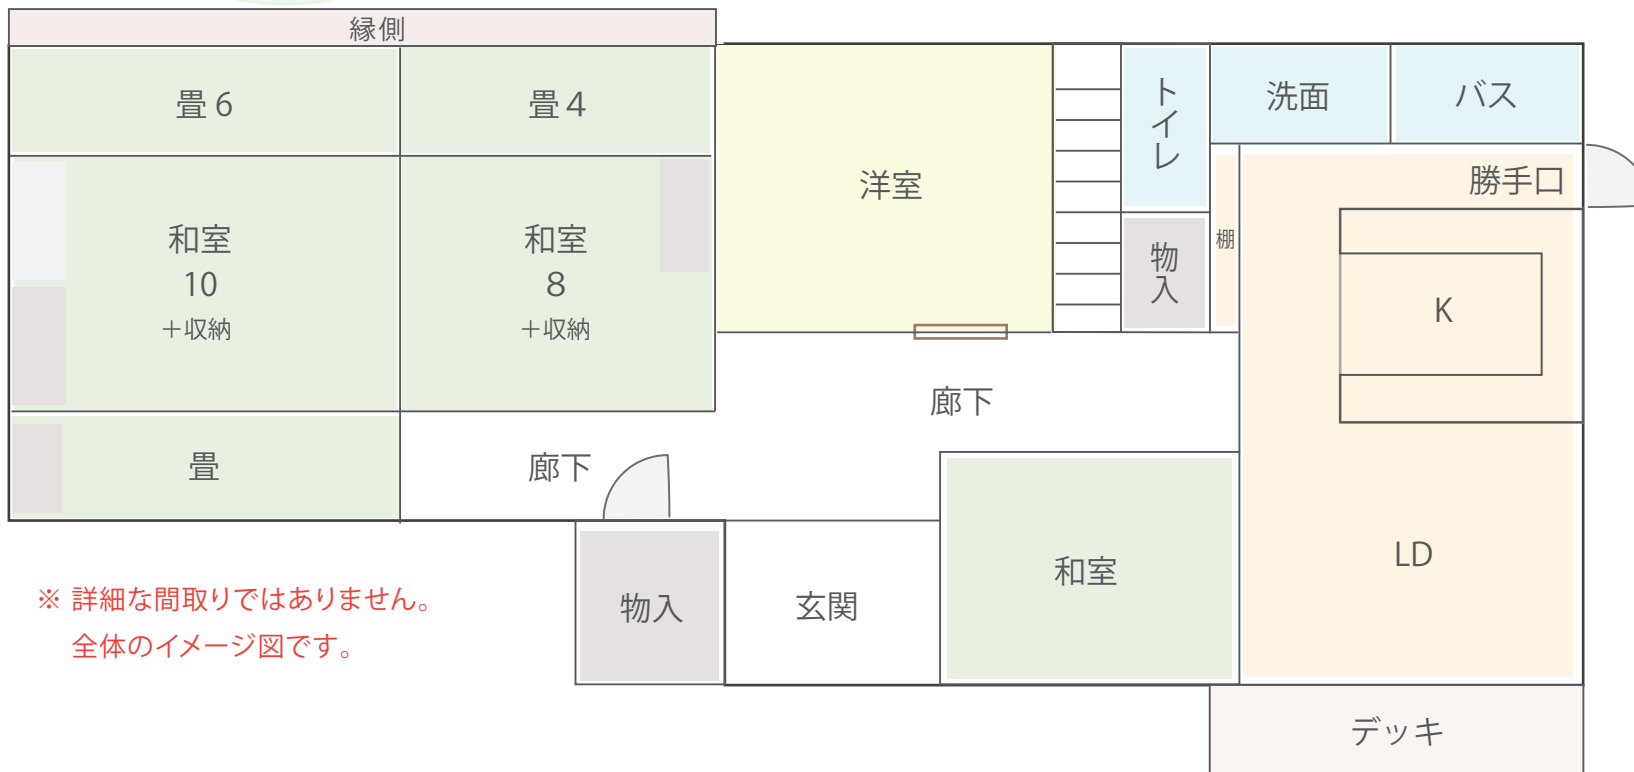 縁側
畳 6
畳 4
洋室
トイレ
洗面
バス
勝手口
和室
10
＋収納
和室
8
＋収納
物入
棚
K
廊下
畳
廊下
LD
和室
物入
玄関
※ 詳細な間取りではありません。
全体のイメージ図です。
デッキ